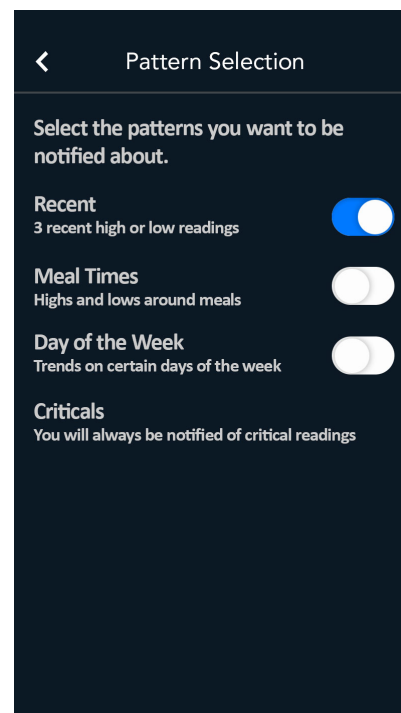 Pattern Selection
Select the patterns you want to be
notified about.
Recent
3 recent high or low readings
Meal Times
Highs and lows around meals
Day of the Week
Trends on certain days of the week
Criticals
You will always be notified of critical readings